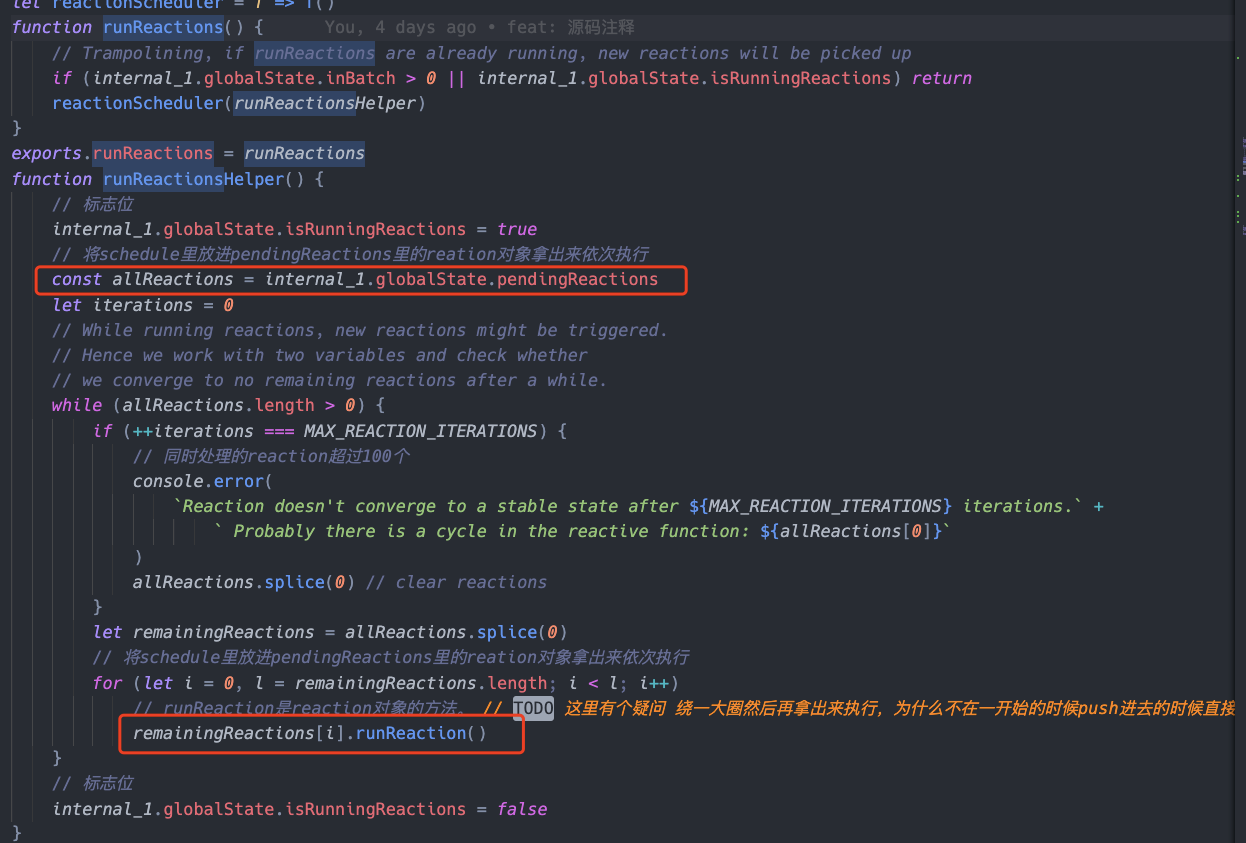 let reactionScheduler = f => f()
function runReactions() { You, 4 days ago • feat: 源码注释
// Trampolining, if runReactions are already running, new reactions will be picked up
if (internal_1.globalState.inBatch > 0 || internal_1.globalState.isRunningReactions) return
reactionScheduler(runReactionsHelper)
}
exports.runReactions = runReactions
function runReactionsHelper() {
// 标志位
internal_1.globalState.isRunningReactions = true
// 将schedule里放进pendingReactions里的reation对象拿出来依次执行
const allReactions = internal_1.globalState.pendingReactions
let iterations = 0
// While running reactions, new reactions might be triggered.
// Hence we work with two variables and check whether
// we converge to no remaining reactions after a while.
while (allReactions.length > 0) {
if (++iterations === MAX_REACTION_ITERATIONS) {
// 同时处理的reaction超过100个
console.error(
`Reaction doesn't converge to a stable state after ${MAX_REACTION_ITERATIONS} iterations.` +
` Probably there is a cycle in the reactive function: ${allReactions[0]}`
)
allReactions.splice(0) // clear reactions
}
let remainingReactions = allReactions.splice(0)
// 将schedule里放进pendingReactions里的reation对象拿出来依次执行
for (let i = 0, l = remainingReactions.length; i < l; i++)
// runReaction是reaction对象的方法。 // TODO 这里有个疑问 绕一大圈然后再拿出来执行，为什么不在一开始的时候push进去的时候直接
remainingReactions[i].runReaction()
}
// 标志位
internal_1.globalState.isRunningReactions = false
}